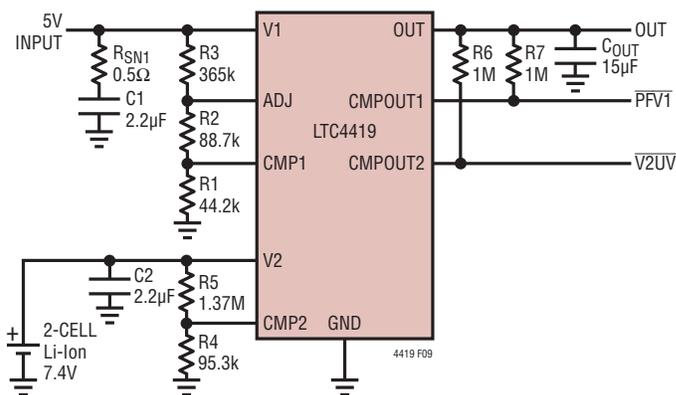 5V
INPUT
RSN1
0.5Ω
C1
2.2µF
R3
365k
R2
88.7k
R1
44.2k
V1
ADJ
CMP1
V2
CMP2
GND
LTC4419
OUT
CMPOUT1
CMPOUT2
R6
1M
R7
1M
COUT
15µF
OUT
PFV1
V2UV
C2
2.2µF
R5
1.37M
R4
95.3k
+
2-CELL
Li-Ion
7.4V
4419 F09